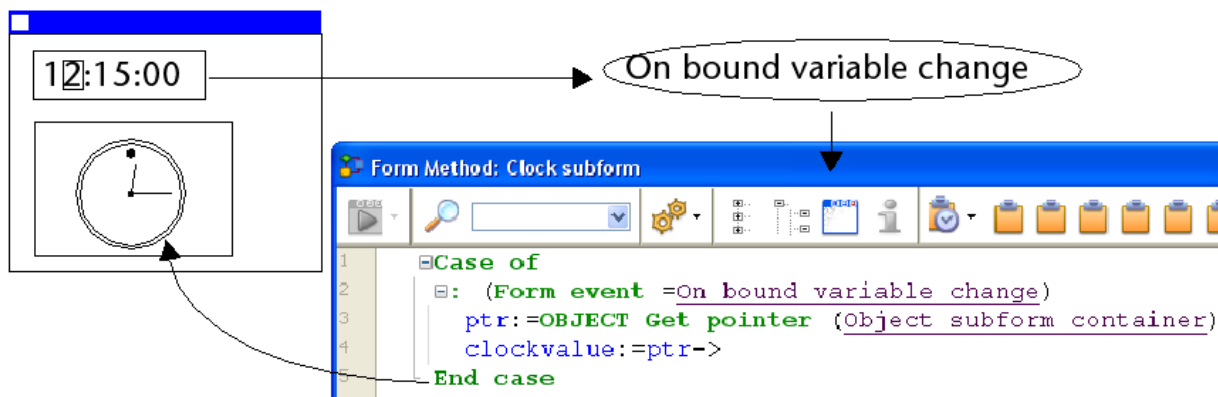 12:15:00
On bound variable change
Form Method: Clock subform
1 Case of
2 : (Form event =On bound variable change)
3 ptr:=OBJECT Get pointer (Object subform container)
4 clockvalue:=ptr->
5 End case